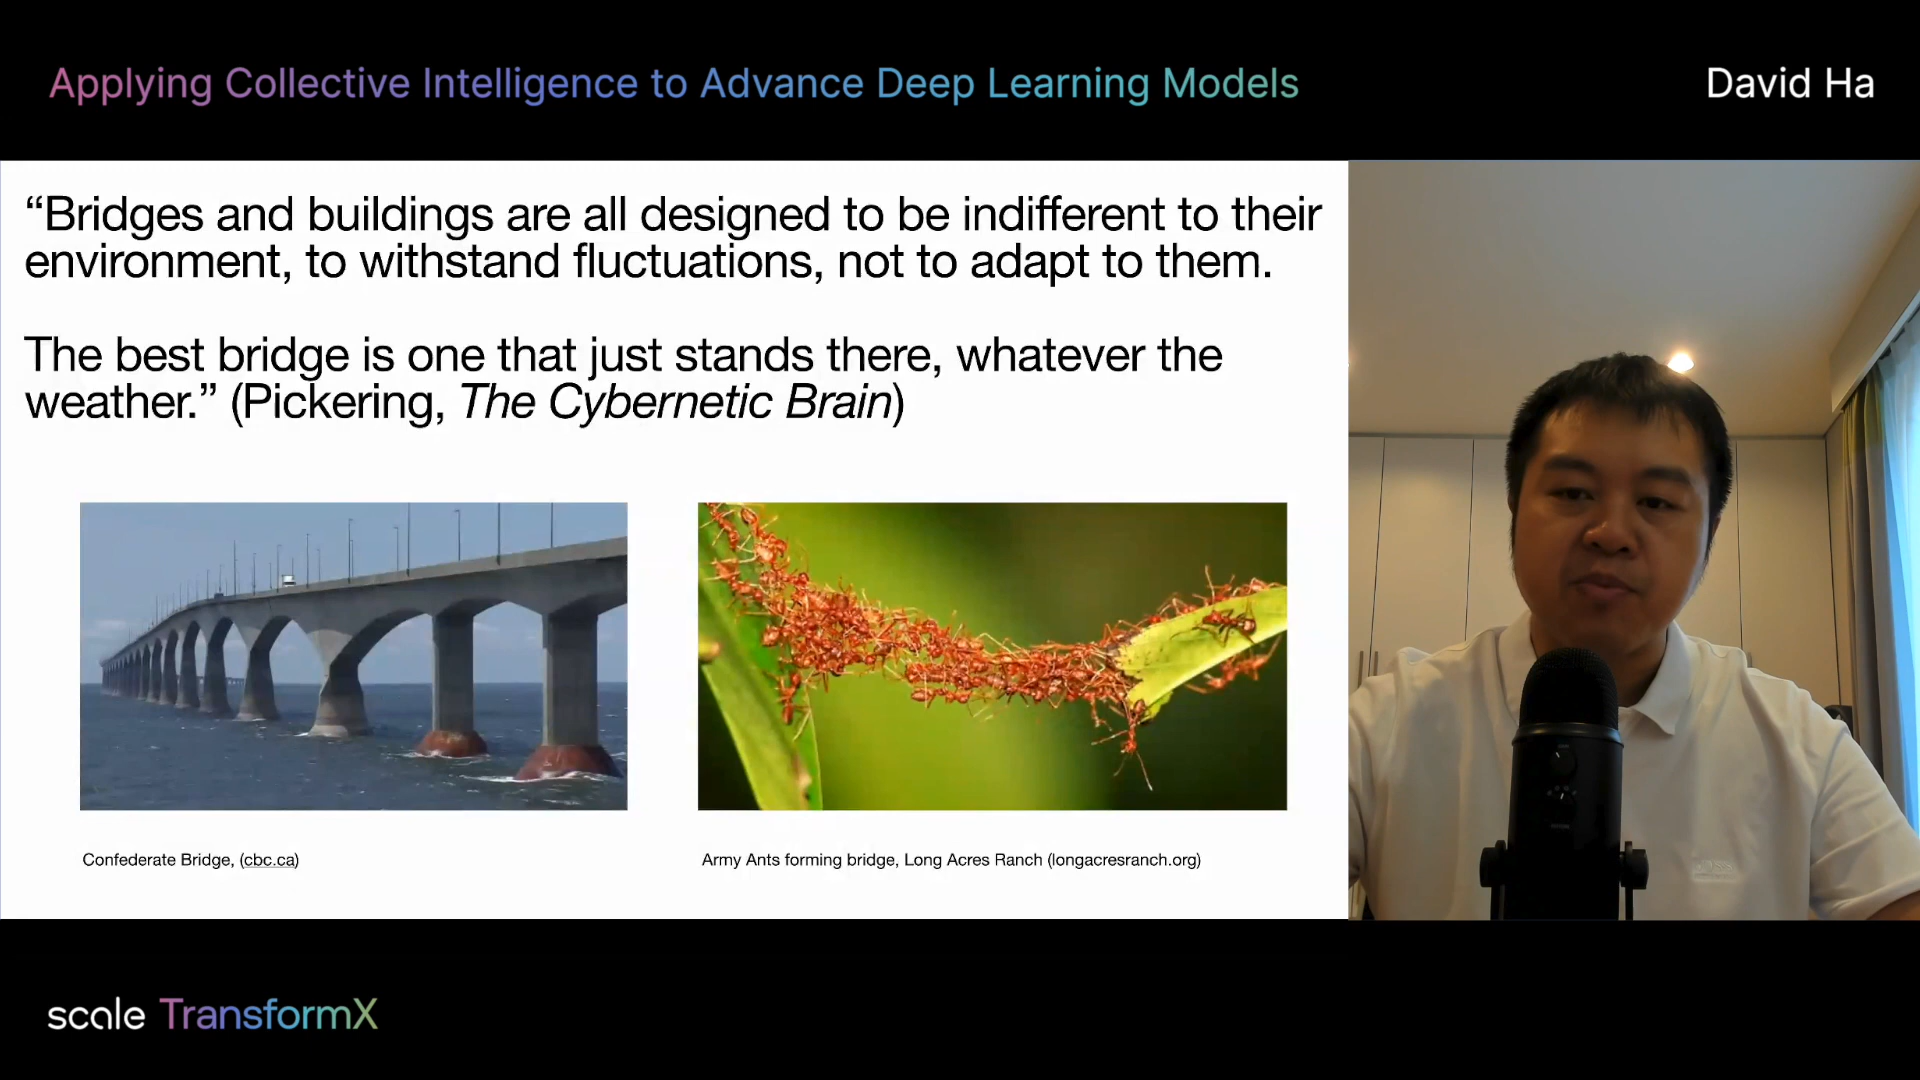 Applying Collective Intelligence to Advance Deep Learning Models
David Ha
“Bridges and buildings are all designed to be indifferent to their
environment, to withstand fluctuations, not to adapt to them.
The best bridge is one that just stands there, whatever the
weather.” (Pickering, The Cybernetic Brain)
Confederate Bridge, (cbc.ca)
Army Ants forming bridge, Long Acres Ranch (longacresranch.org)
scale TransformX